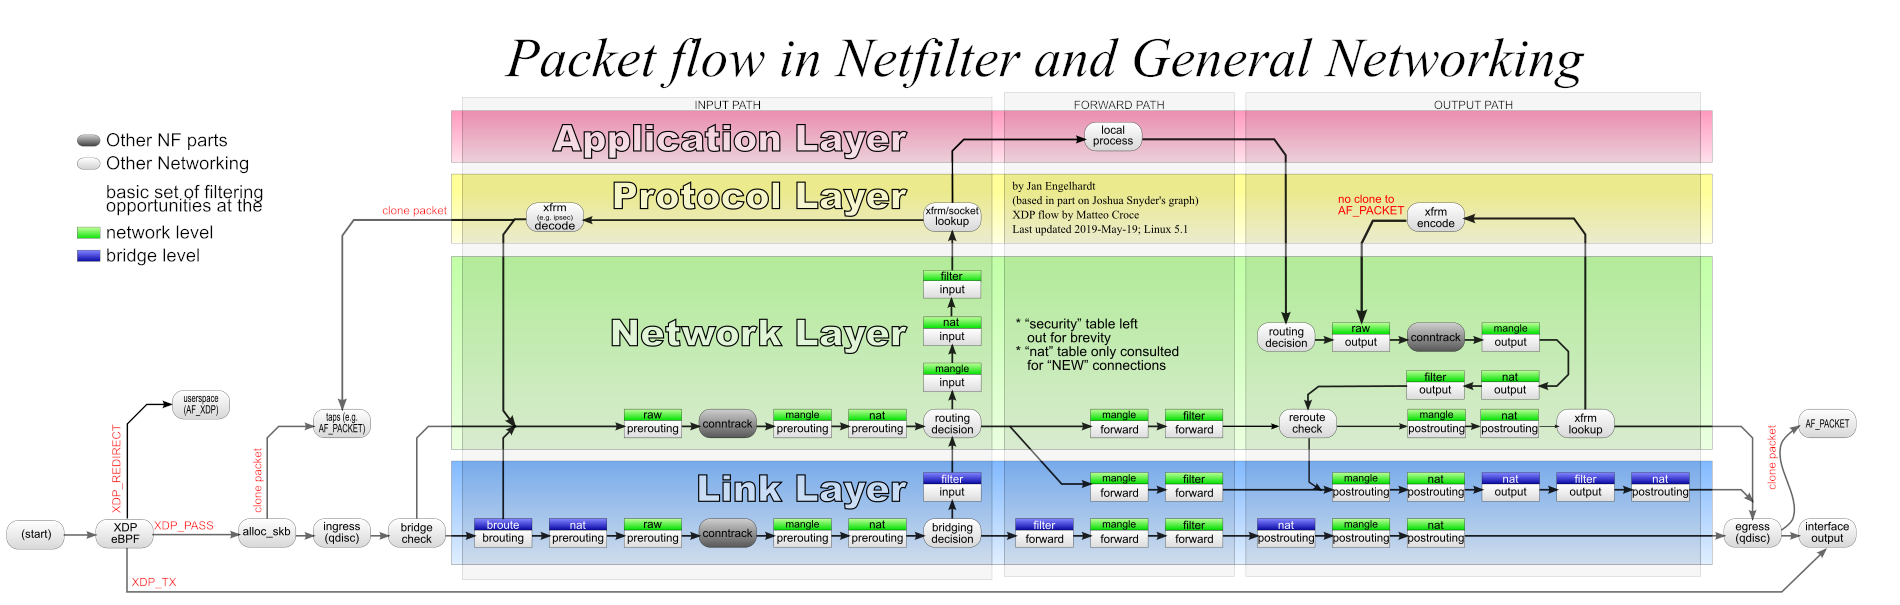 Packet flow in Netfilter and General Networking
INPUT PATH
FORWARD PATH
OUTPUT PATH
Other NF parts
Other Networking
basic set of filtering
opportunities at the
network level
bridge level
Application Layer
local
process
Protocol Layer
clone packet
xfrm
(e.g. ipsec)
decode
xfrm/socket
lookup
by Jan Engelhardt
(based in part on Joshua Snyder's graph)
XDP flow by Matteo Croce
Last updated 2019-May-19; Linux 5.1
no clone to
AF_PACKET
xfrm
encode
Network Layer
filter
input
nat
input
mangle
input
* “security” table left
out for brevity
* “nat” table only consulted
for “NEW” connections
routing
decision
raw
output
conntrack
mangle
output
filter
output
nat
output
userspace
(AF_XDP)
taps (e.g.
AF_PACKET)
raw
prerouting
conntrack
mangle
prerouting
nat
prerouting
routing
decision
mangle
forward
filter
forward
reroute
check
mangle
postrouting
nat
postrouting
xfrm
lookup
AF_PACKET
XDP_REDIRECT
clone packet
clone packet
Link Layer
filter
input
mangle
forward
filter
forward
mangle
postrouting
nat
postrouting
nat
output
filter
output
nat
postrouting
(start)
XDP
eBPF
XDP_PASS
alloc_skb
ingress
(qdisc)
bridge
check
broute
brouting
nat
prerouting
raw
prerouting
conntrack
mangle
prerouting
nat
prerouting
bridging
decision
filter
forward
mangle
forward
filter
forward
nat
postrouting
mangle
postrouting
nat
postrouting
egress
(qdisc)
interface
output
XDP_TX